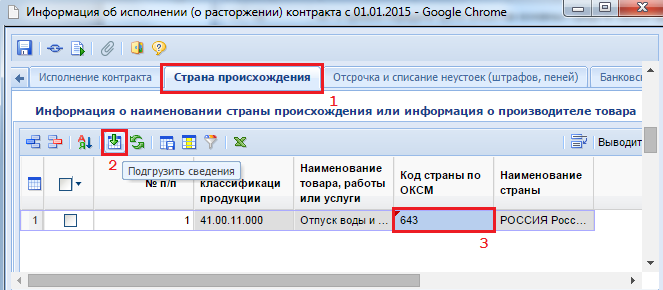 Информация об исполнении (о расторжении) контракта с 01.01.2015 - Google Chrome
Исполнение контракта
Страна происхождения
Отсрочка и списание неустоек (штрафов, пеней)
Банковс
1
Информация о наименовании страны происхождения или информация о производителе товара
Выводит
2
Подгрузить сведения
№ п/п
классификаци
продукции
Наименование
товара, работы
или услуги
Код страны по
ОКСМ
Наименование
страны
1
1
41.00.11.000
Отпуск воды и ...
643
РОССИЯ Росс...
3